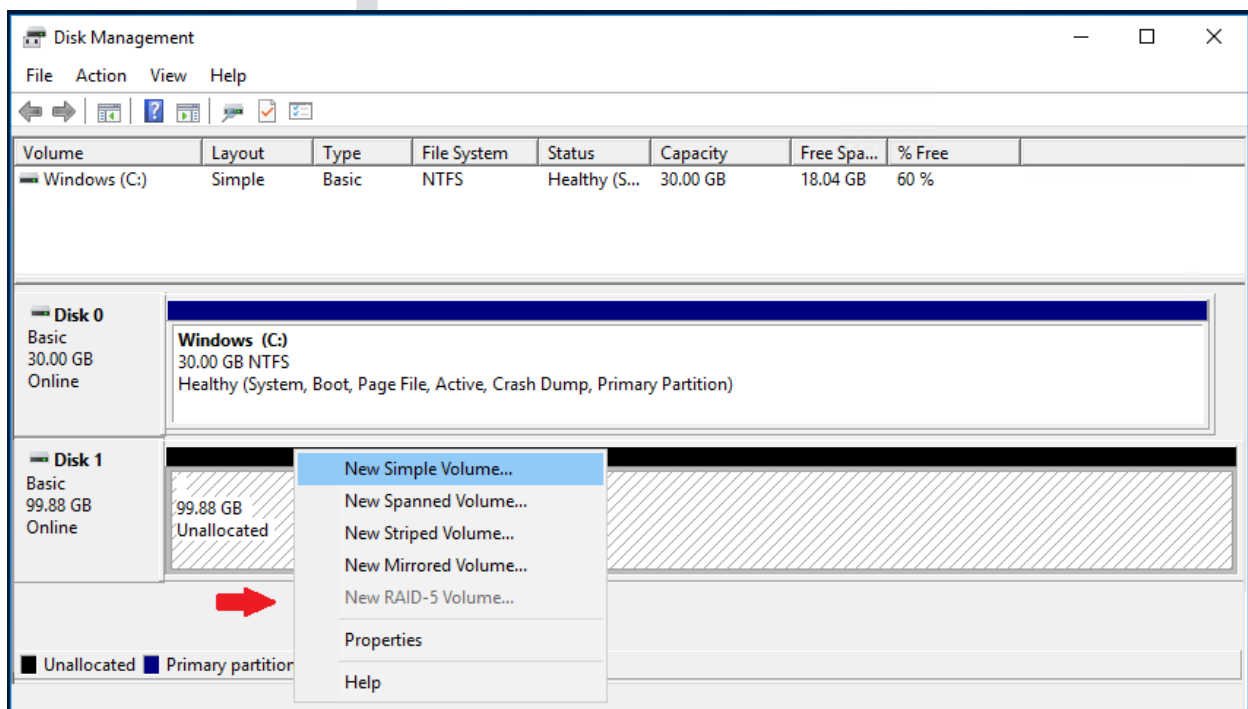 Disk Management
File Action View Help
Volume Layout Type File System Status Capacity Free Spa... % Free
Windows (C:) Simple Basic NTFS Healthy (S... 30.00 GB 18.04 GB 60 %
Disk 0
Basic
30.00 GB
Online
Windows (C:)
30.00 GB NTFS
Healthy (System, Boot, Page File, Active, Crash Dump, Primary Partition)
Disk 1
Basic
99.88 GB
Online
99.88 GB
Unallocated
New Simple Volume...
New Spanned Volume...
New Striped Volume...
New Mirrored Volume...
New RAID-5 Volume...
Properties
Help
Unallocated Primary partition